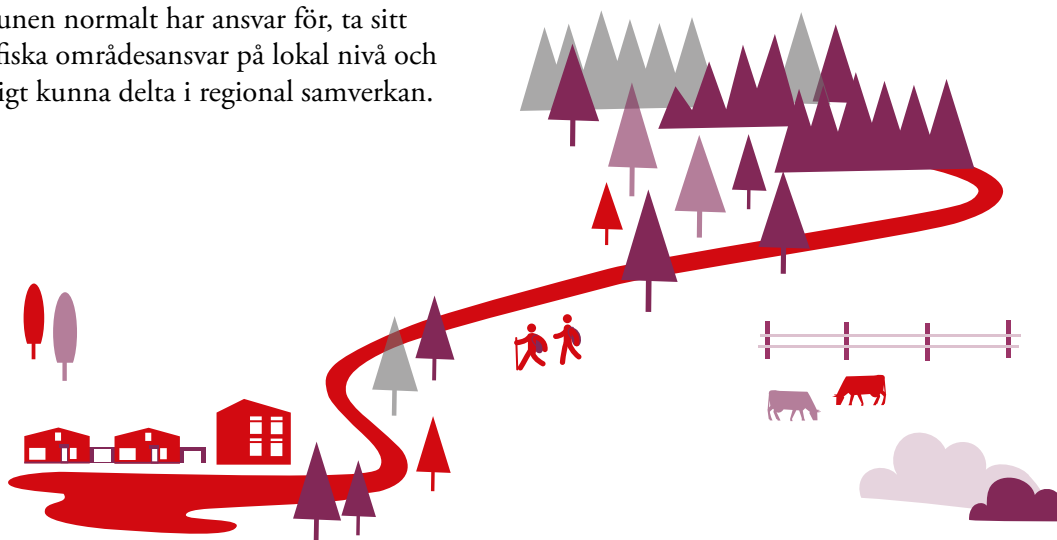 unen normalt har ansvar för, ta sitt
fiska områdesansvar på lokal nivå och
igt kunna delta i regional samverkan.